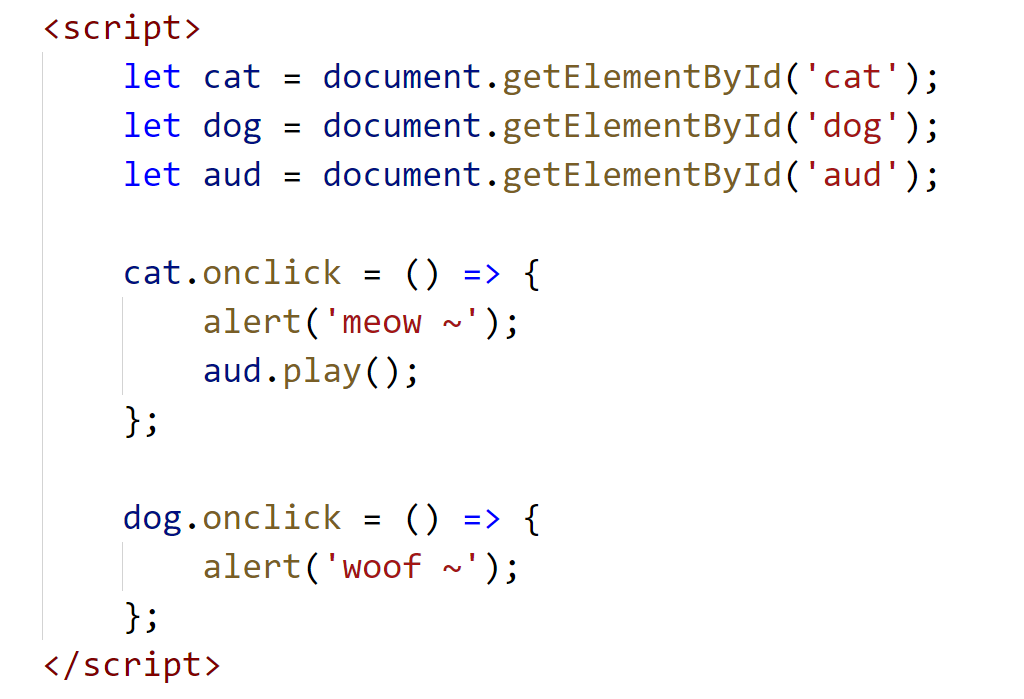 <script>
    let cat = document.getElementById('cat');
    let dog = document.getElementById('dog');
    let aud = document.getElementById('aud');

    cat.onclick = () => {
        alert('meow ~');
        aud.play();
    };

    dog.onclick = () => {
        alert('woof ~');
    };
</script>